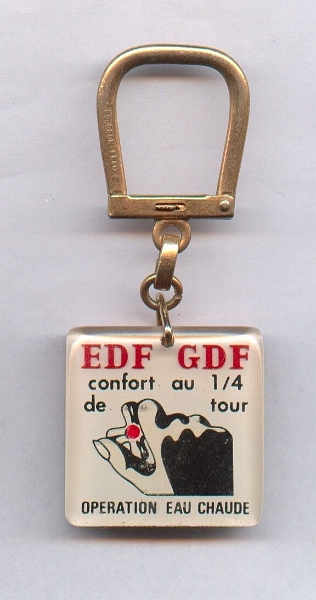 EDF GDF
confort au 1/4
de tour
OPERATION EAU CHAUDE